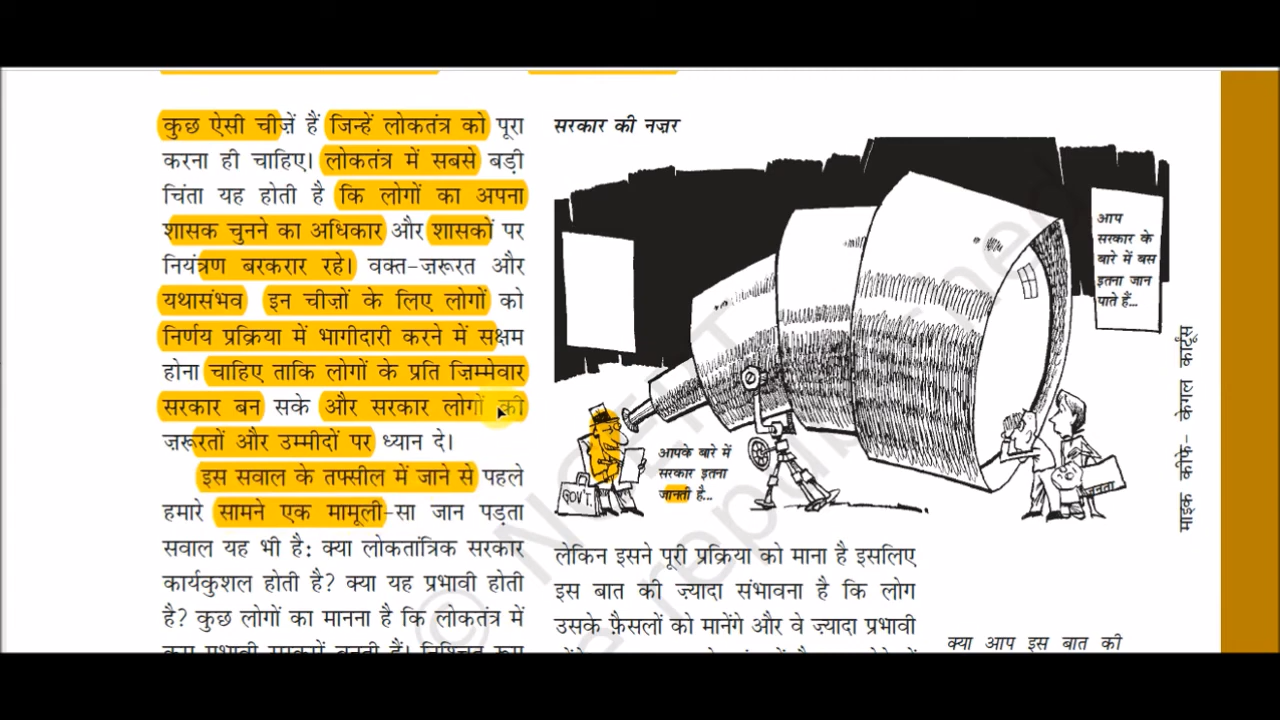 कुछ ऐसी चीज़ें हैं जिन्हें लोकतंत्र को पूरा
करना ही चाहिए। लोकतंत्र में सबसे बड़ी
चिंता यह होती है कि लोगों का अपना
शासक चुनने का अधिकार और शासकों पर
नियंत्रण बरकरार रहे। वक्त-ज़रूरत और
यथासंभव इन चीज़ों के लिए लोगों को
निर्णय प्रक्रिया में भागीदारी करने में सक्षम
होना चाहिए ताकि लोगों के प्रति ज़िम्मेवार
सरकार बन सके और सरकार लोगों की
ज़रूरतों और उम्मीदों पर ध्यान दे।
इस सवाल के तफ्सील में जाने से पहले
हमारे सामने एक मामूली-सा जान पड़ता
सवाल यह भी है: क्या लोकतांत्रिक सरकार
कार्यकुशल होती है? क्या यह प्रभावी होती
है? कुछ लोगों का मानना है कि लोकतंत्र में
सरकार की नज़र
आप
सरकार के
बारे में बस
इतना जान
पाते हैं...
आपके बारे में
सरकार इतना
जानती है...
GOV'T.
जनता
माइक कीफे- केगल कार्टूंस
लेकिन इसने पूरी प्रक्रिया को माना है इसलिए
इस बात की ज़्यादा संभावना है कि लोग
उसके फ़ैसलों को मानेंगे और वे ज़्यादा प्रभावी
क्या आप इस बात की
© NCERT
republished